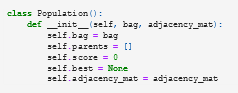 class Population():
    def __init__(self, bag, adjacency_mat):
        self.bag = bag
        self.parents = []
        self.score = 0
        self.best = None
        self.adjacency_mat = adjacency_mat